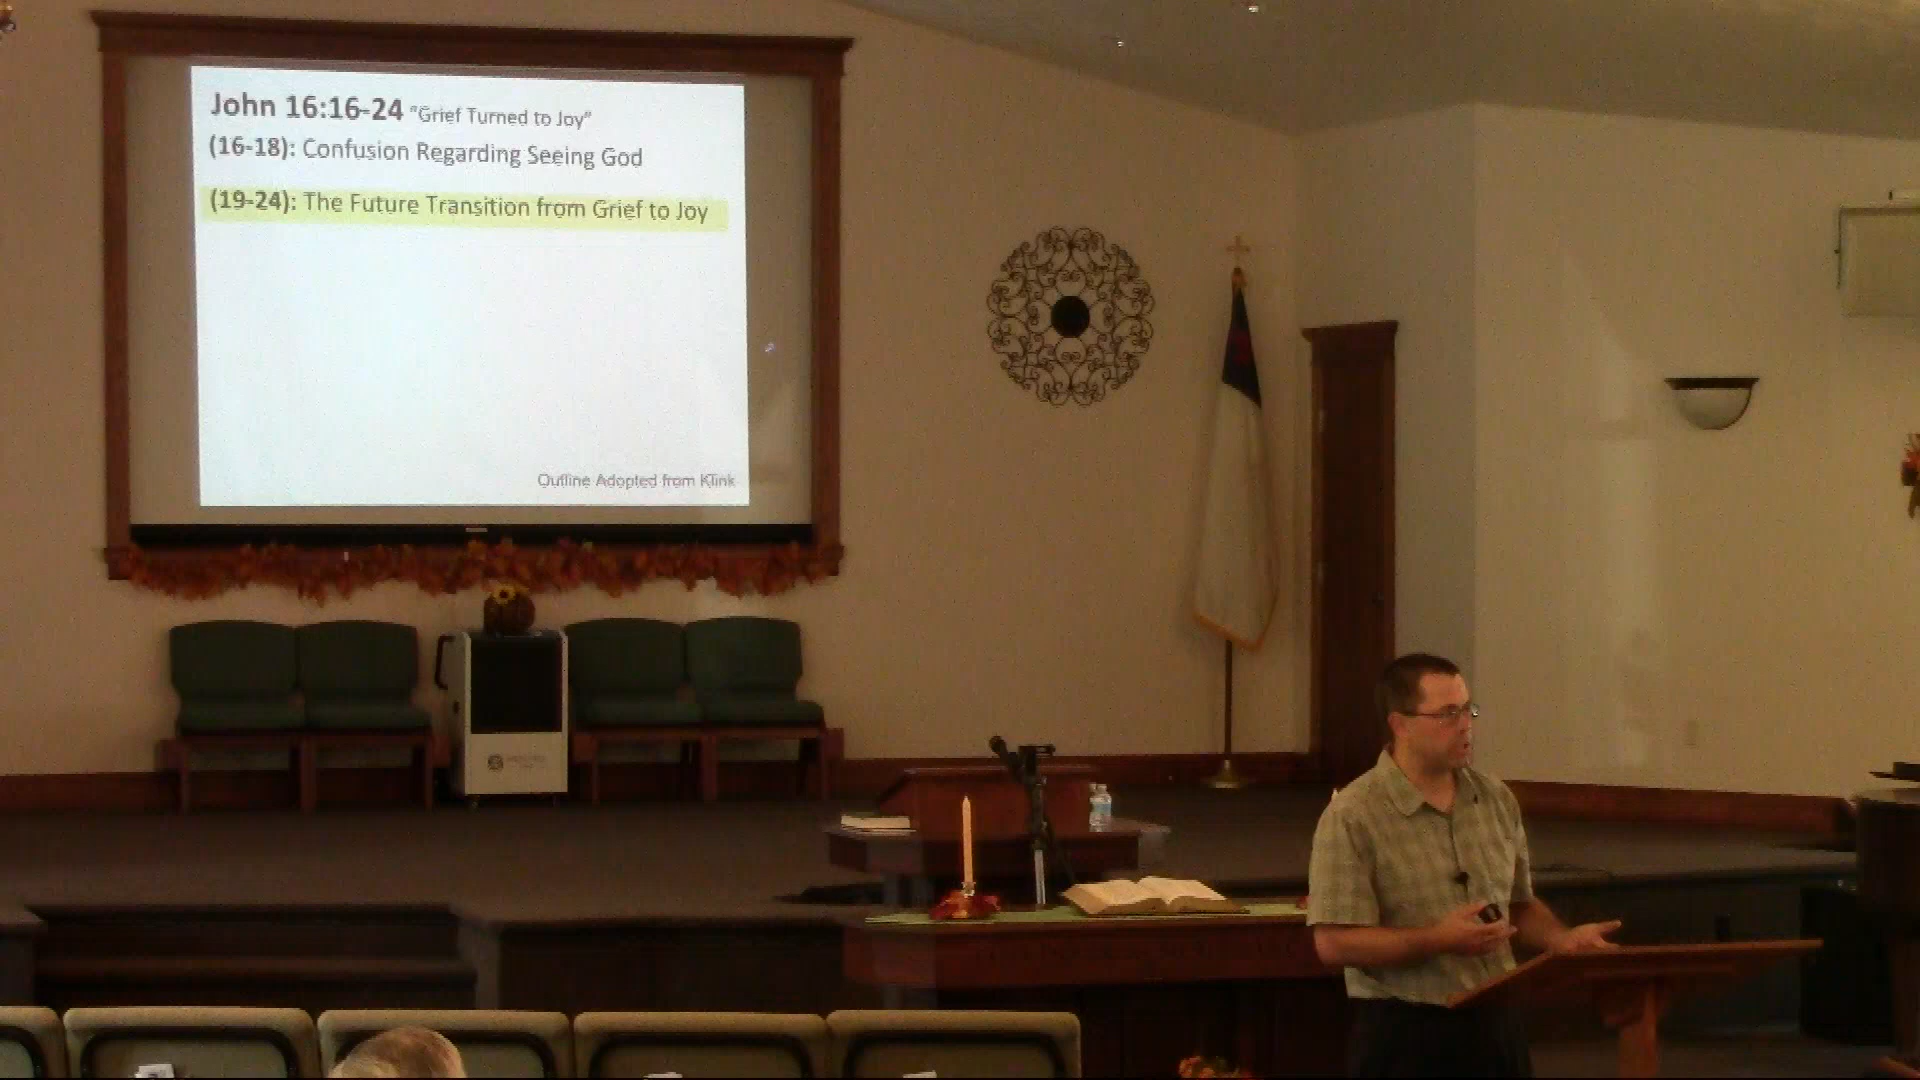 John 16:16-24 "Grief Turned to Joy"
(16-18): Confusion Regarding Seeing God
(19-24): The Future Transition from Grief to Joy
Outline Adopted from Klink